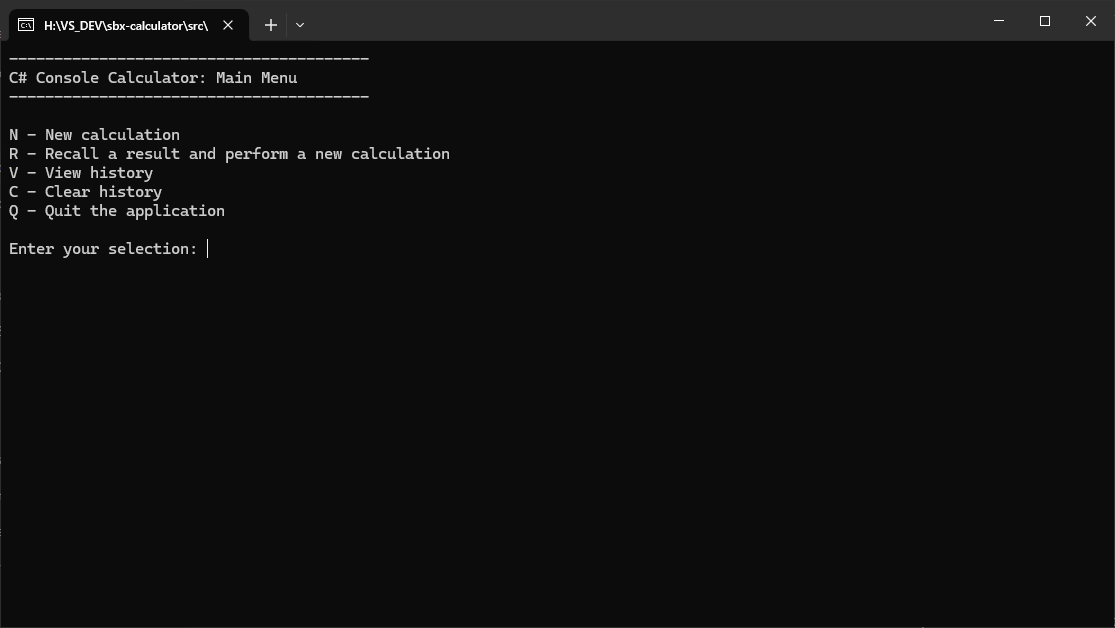 H:\VS_DEV\sbx-calculator\src\
----------------------------------------
C# Console Calculator: Main Menu
----------------------------------------
N - New calculation
R - Recall a result and perform a new calculation
V - View history
C - Clear history
Q - Quit the application
Enter your selection: